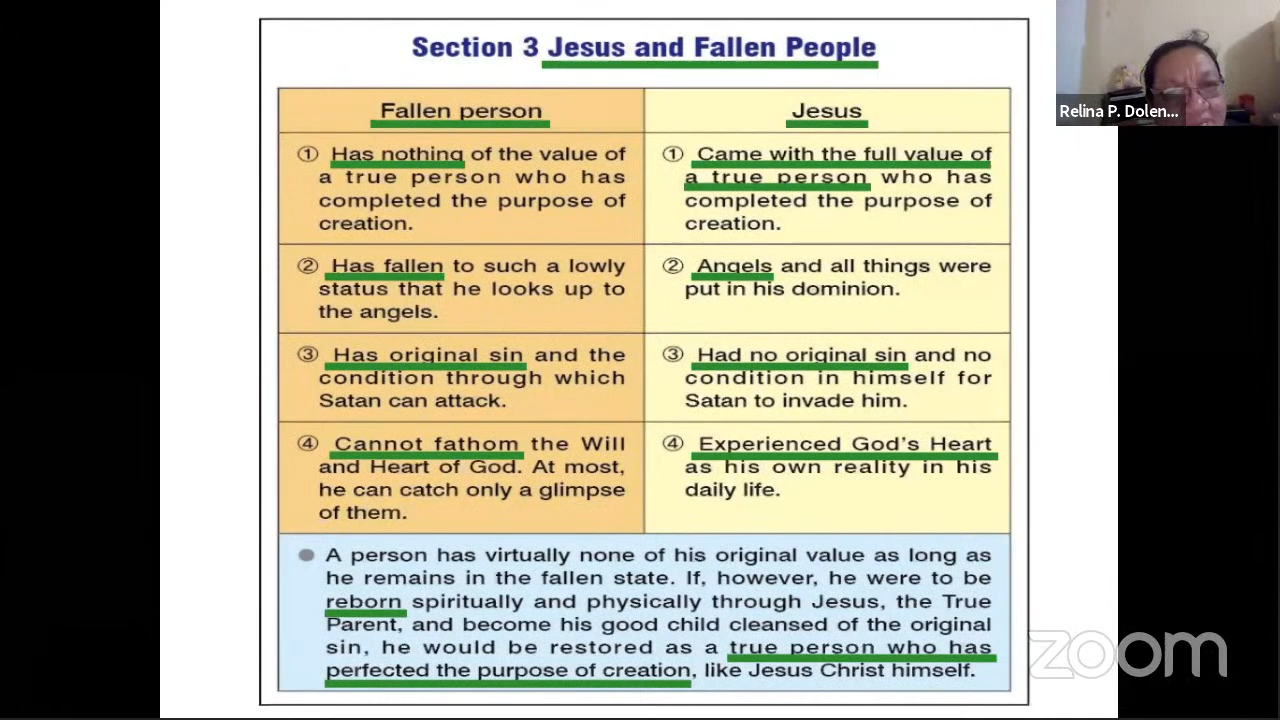 Section 3 Jesus and Fallen People
Fallen person
Jesus
① Has nothing of the value of
a true person who has
completed the purpose of
creation.
① Came with the full value of
a true person who has
completed the purpose of
creation.
② Has fallen to such a lowly
status that he looks up to
the angels.
② Angels and all things were
put in his dominion.
③ Has original sin and the
condition through which
Satan can attack.
③ Had no original sin and no
condition in himself for
Satan to invade him.
④ Cannot fathom the Will
and Heart of God. At most,
he can catch only a glimpse
of them.
④ Experienced God's Heart
as his own reality in his
daily life.
● A person has virtually none of his original value as long as
he remains in the fallen state. If, however, he were to be
reborn spiritually and physically through Jesus, the True
Parent, and become his good child cleansed of the original
sin, he would be restored as a true person who has
perfected the purpose of creation, like Jesus Christ himself.
Relina P. Dolen...
zoom